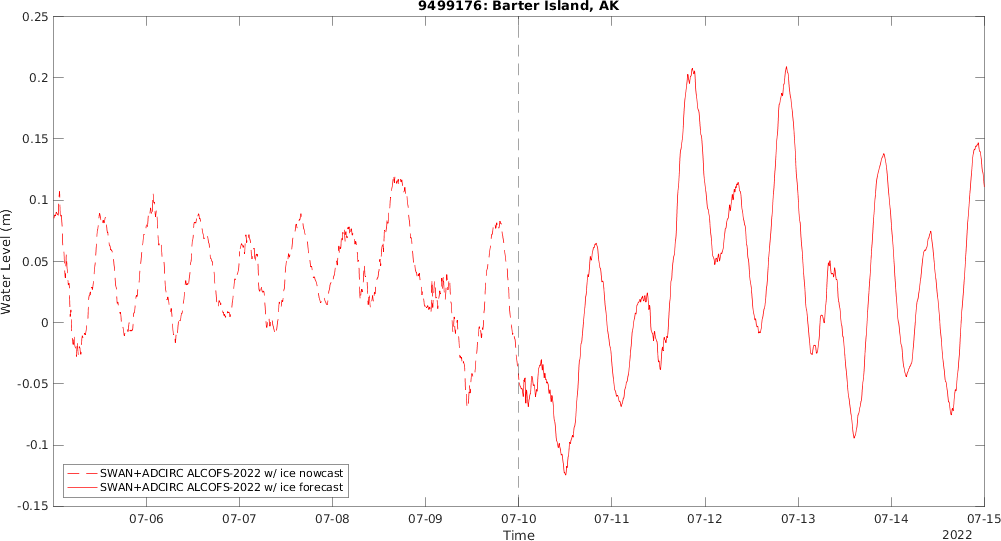 9499176: Barter Island, AK
0.25
0.2
0.15
0.1
0.05
0
-0.05
-0.1
-0.15
Water Level (m)
SWAN+ADCIRC ALCOFS-2022 w/ ice nowcast
SWAN+ADCIRC ALCOFS-2022 w/ ice forecast
07-06 07-07 07-08 07-09 07-10 07-11 07-12 07-13 07-14 07-15
Time
2022